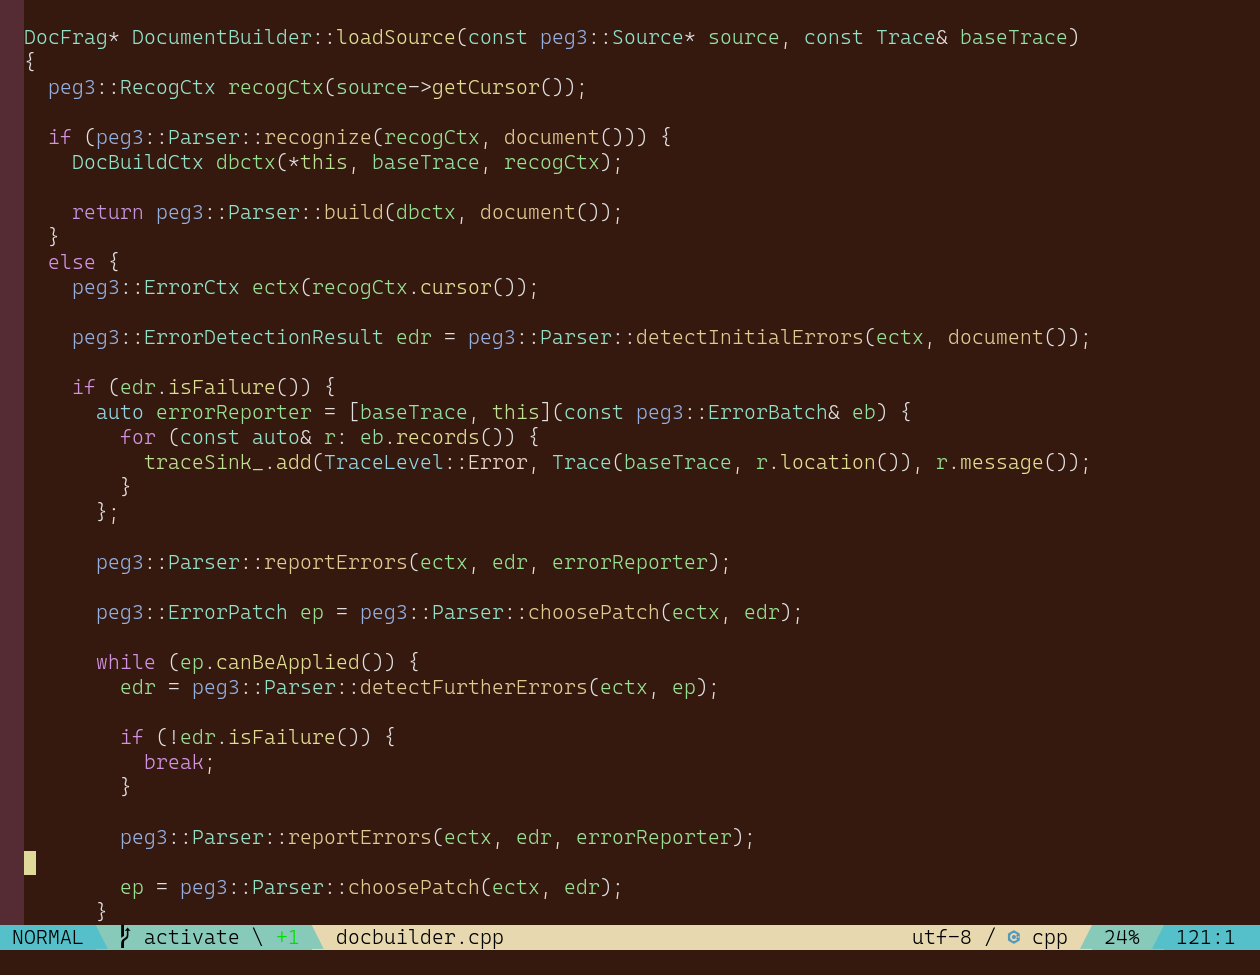 DocFrag* DocumentBuilder::loadSource(const peg3::Source* source, const Trace& baseTrace)
{
  peg3::RecogCtx recogCtx(source->getCursor());
  if (peg3::Parser::recognize(recogCtx, document())) {
    DocBuildCtx dbctx(*this, baseTrace, recogCtx);
    return peg3::Parser::build(dbctx, document());
  }
  else {
    peg3::ErrorCtx ectx(recogCtx.cursor());
    peg3::ErrorDetectionResult edr = peg3::Parser::detectInitialErrors(ectx, document());
    if (edr.isFailure()) {
      auto errorReporter = [baseTrace, this](const peg3::ErrorBatch& eb) {
        for (const auto& r: eb.records()) {
          traceSink_.add(TraceLevel::Error, Trace(baseTrace, r.location()), r.message());
        }
      };
      peg3::Parser::reportErrors(ectx, edr, errorReporter);
      peg3::ErrorPatch ep = peg3::Parser::choosePatch(ectx, edr);
      while (ep.canBeApplied()) {
        edr = peg3::Parser::detectFurtherErrors(ectx, ep);
        if (!edr.isFailure()) {
          break;
        }
        peg3::Parser::reportErrors(ectx, edr, errorReporter);
        ep = peg3::Parser::choosePatch(ectx, edr);
      }
NORMAL activate \ +1 docbuilder.cpp utf-8 / cpp 24% 121:1